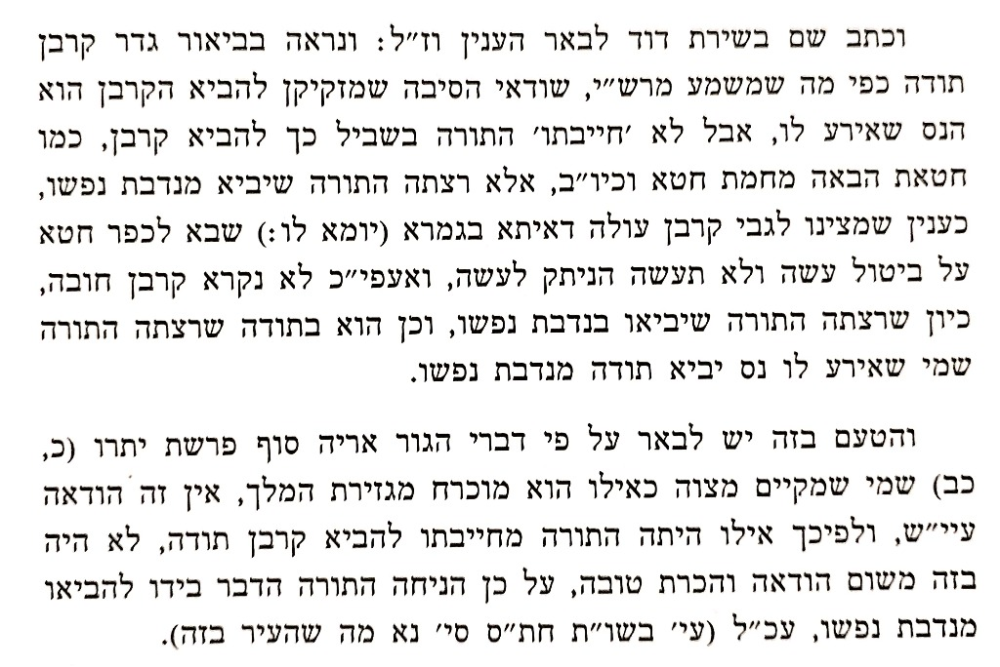 וכתב שם בשירת דוד לבאר הענין וז״ל: ונראה בביאור גדר קרבן
תודה כפי מה שמשמע מרש״י, שודאי הסיבה שמזקיקן להביא הקרבן הוא
הנס שאירע לו, אבל לא ׳חייבתו׳ התורה בשביל כך להביא קרבן, כמו
חטאת הבאה מחמת חטא וכיו״ב, אלא רצתה התורה שיביא מנדבת נפשו,
כענין שמצינו לגבי קרבן עולה דאיתא בגמרא (יומא לו:) שבא לכפר חטא
על ביטול עשה ולא תעשה הניתק לעשה, ואעפי״כ לא נקרא קרבן חובה,
כיון שרצתה התורה שיביאו בנדבת נפשו, וכן הוא בתודה שרצתה התורה
שמי שאירע לו נס יביא תודה מנדבת נפשו.
והטעם בזה יש לבאר על פי דברי הגור אריה סוף פרשת יתרו (כ,
כב) שמי שמקיים מצוה כאילו הוא מוכרח מגזירת המלך, אין זה הודאה
עיי״ש, ולפיכך אילו היתה התורה מחייבתו להביא קרבן תודה, לא היה
בזה משום הודאה והכרת טובה, על כן הניחה התורה הדבר בידו להביאו
מנדבת נפשו, עכ״ל (עי׳ בשו״ת חת״ס סי׳ נא מה שהעיר בזה).